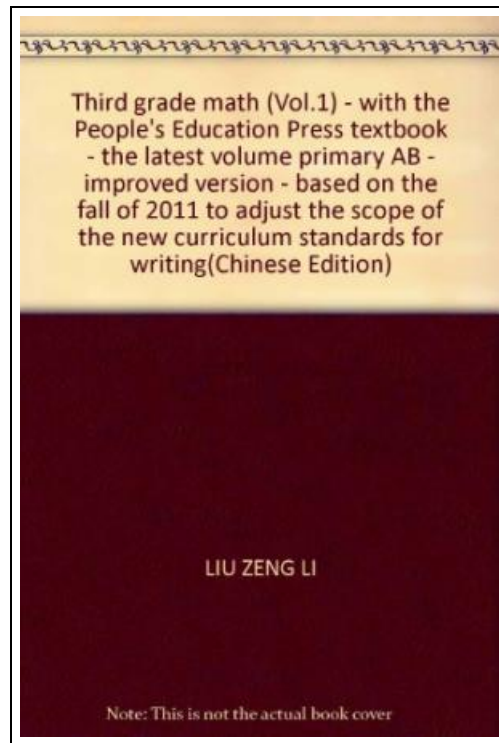 Third grade math (Vol.1) - with the
People's Education Press textbook
- the latest volume primary AB -
improved version - based on the
fall of 2011 to adjust the scope of
the new curriculum standards for
writing(Chinese Edition)
LIU ZENG LI
Note: This is not the actual book cover